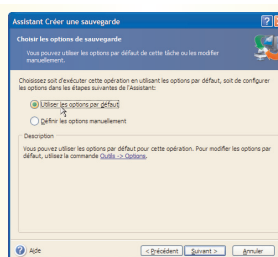 Assistant Créer une sauvegarde
Choisir les options de sauvegarde
Vous pouvez utiliser les options par défaut de cette tâche ou les modifier
manuellement.
Choisissez soit d'exécuter cette opération en utilisant les options par défaut, soit de configurer
les options dans les étapes suivantes de l'Assistant:
Utiliser les options par défaut
Définir les options manuellement
Description
Vous pouvez utiliser les options par défaut pour cette opération. Pour modifier les options par
défaut, utilisez la commande Outils -> Options.
Aide
< Précédent
Suivant >
Annuler